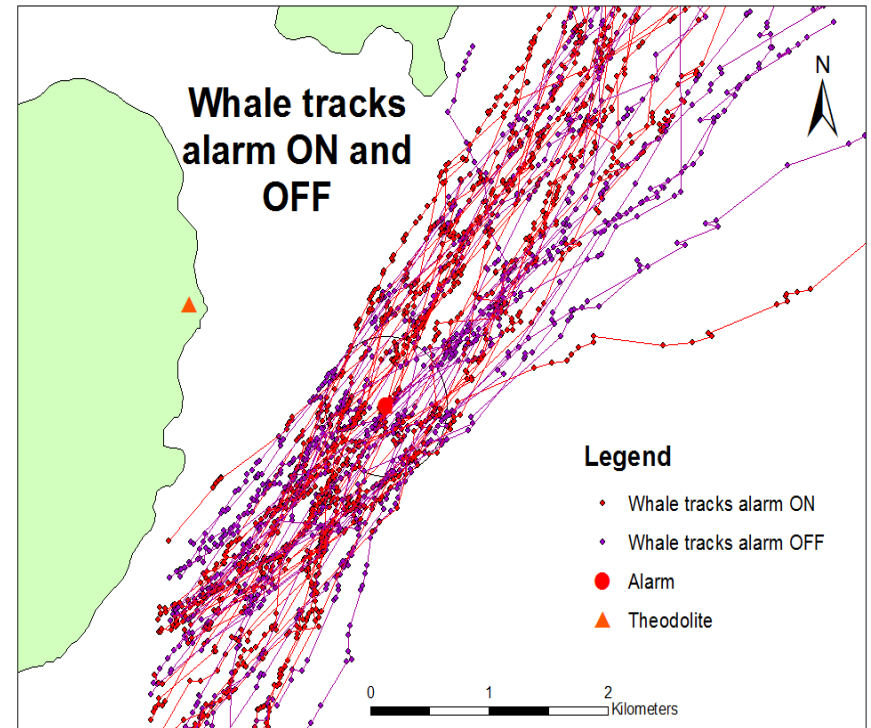 Whale tracks
alarm ON and
OFF
N
Legend
Whale tracks alarm ON
Whale tracks alarm OFF
Alarm
Theodolite
0 1 2
Kilometers